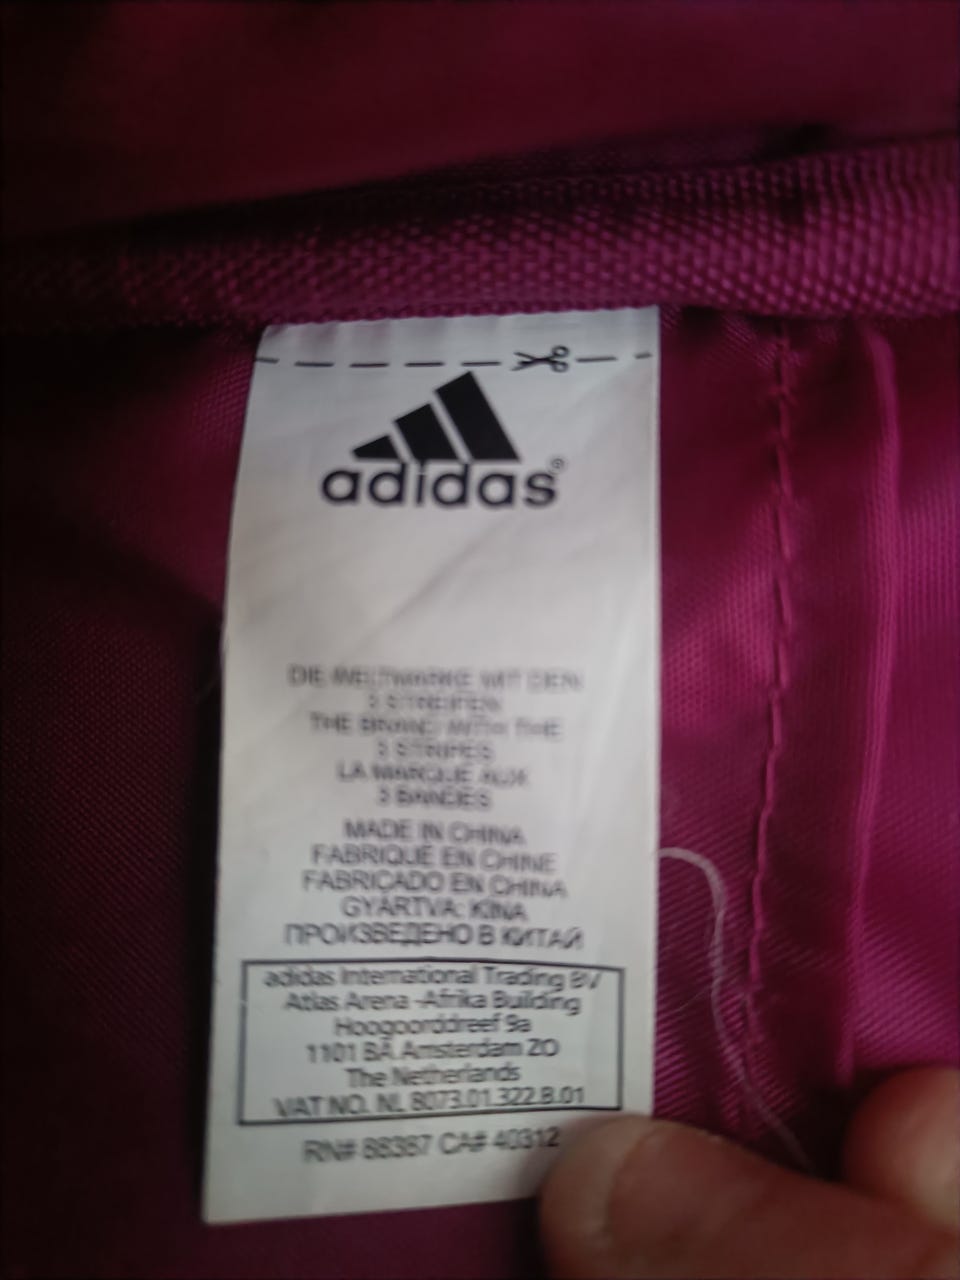 adidas®
DIE WELTMARKE MIT DEN
3 STREIFEN
THE BRAND WITH THE
3 STRIPES
LA MARQUE AUX
3 BANDES
MADE IN CHINA
FABRIQUÉ EN CHINE
FABRICADO EN CHINA
GYÁRTVA: KÍNA
ПРОИЗВЕДЕНО В КИТАЙ
adidas International Trading BV
Atlas Arena -Afrika Building
Hoogoorddreef 9a
1101 BA Amsterdam ZO
The Netherlands
VAT NO. NL 8073.01.322.B.01
RN# 88387 CA# 40312